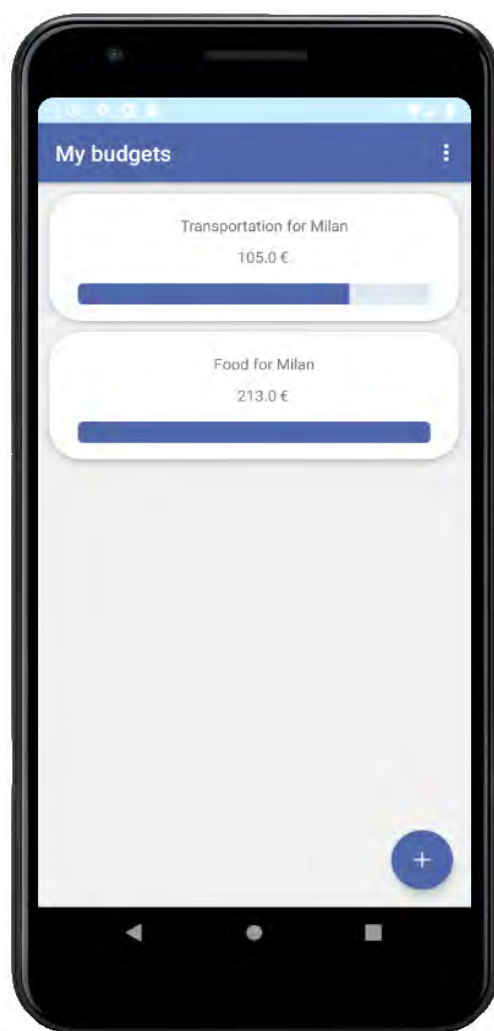 My budgets
Transportation for Milan
105.0 €
Food for Milan
213.0 €
+